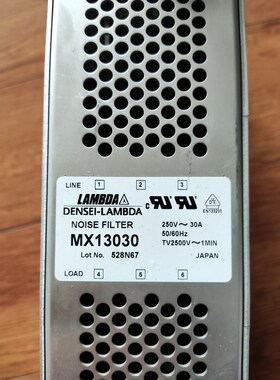 LINE 1 2 3
LAMBDA
DENSEI-LAMBDA
NOISE FILTER
MX13030
Lot No. 528N67
250V～30A
50/60Hz
TV2500V～1MIN
JAPAN
LOAD 4 5 6